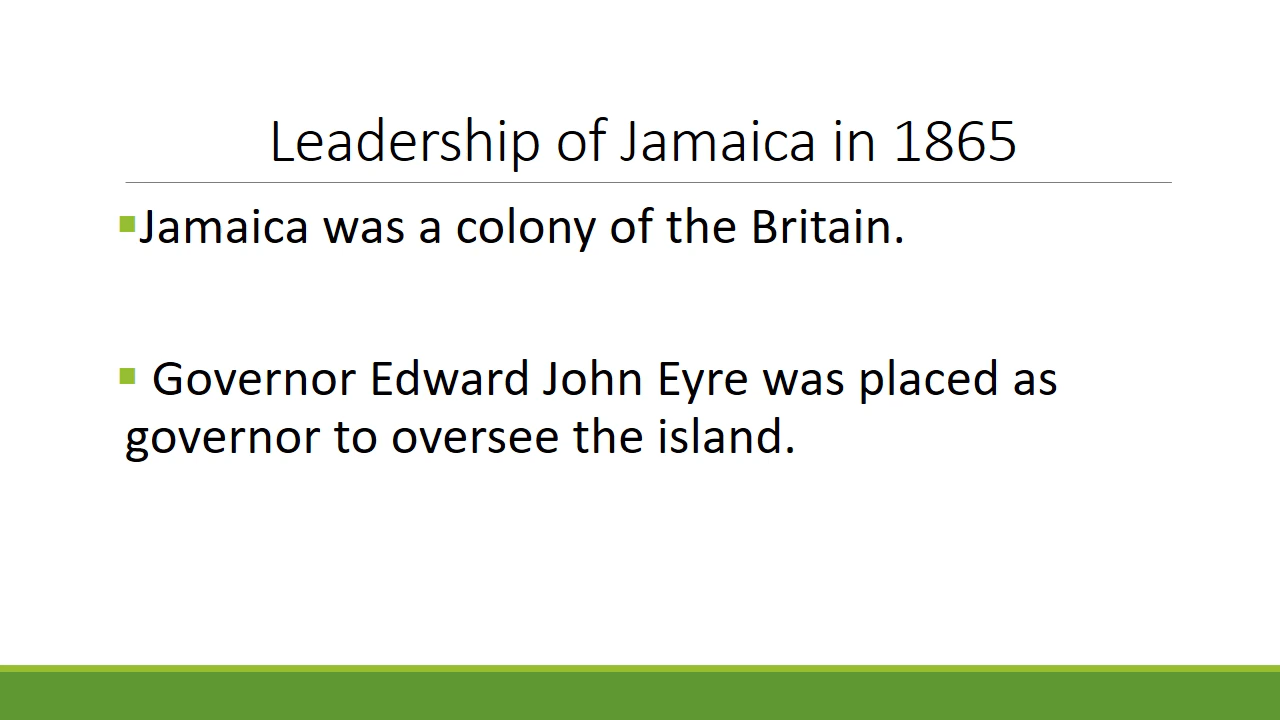 Leadership of Jamaica in 1865
▪Jamaica was a colony of the Britain.
▪ Governor Edward John Eyre was placed as
governor to oversee the island.